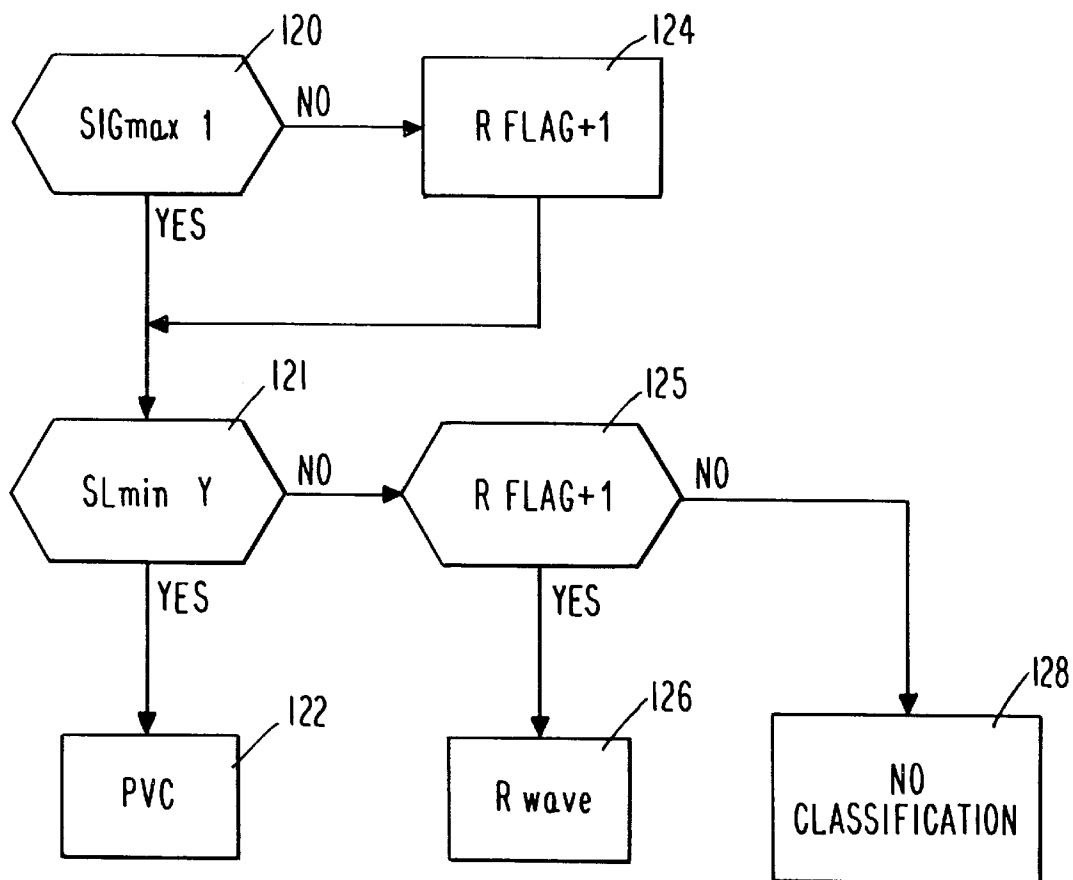 120
124
SIGmax 1
NO
R FLAG+1
YES
121
125
SLmin Y
NO
R FLAG+1
NO
YES
YES
122
126
128
PVC
R wave
NO
CLASSIFICATION